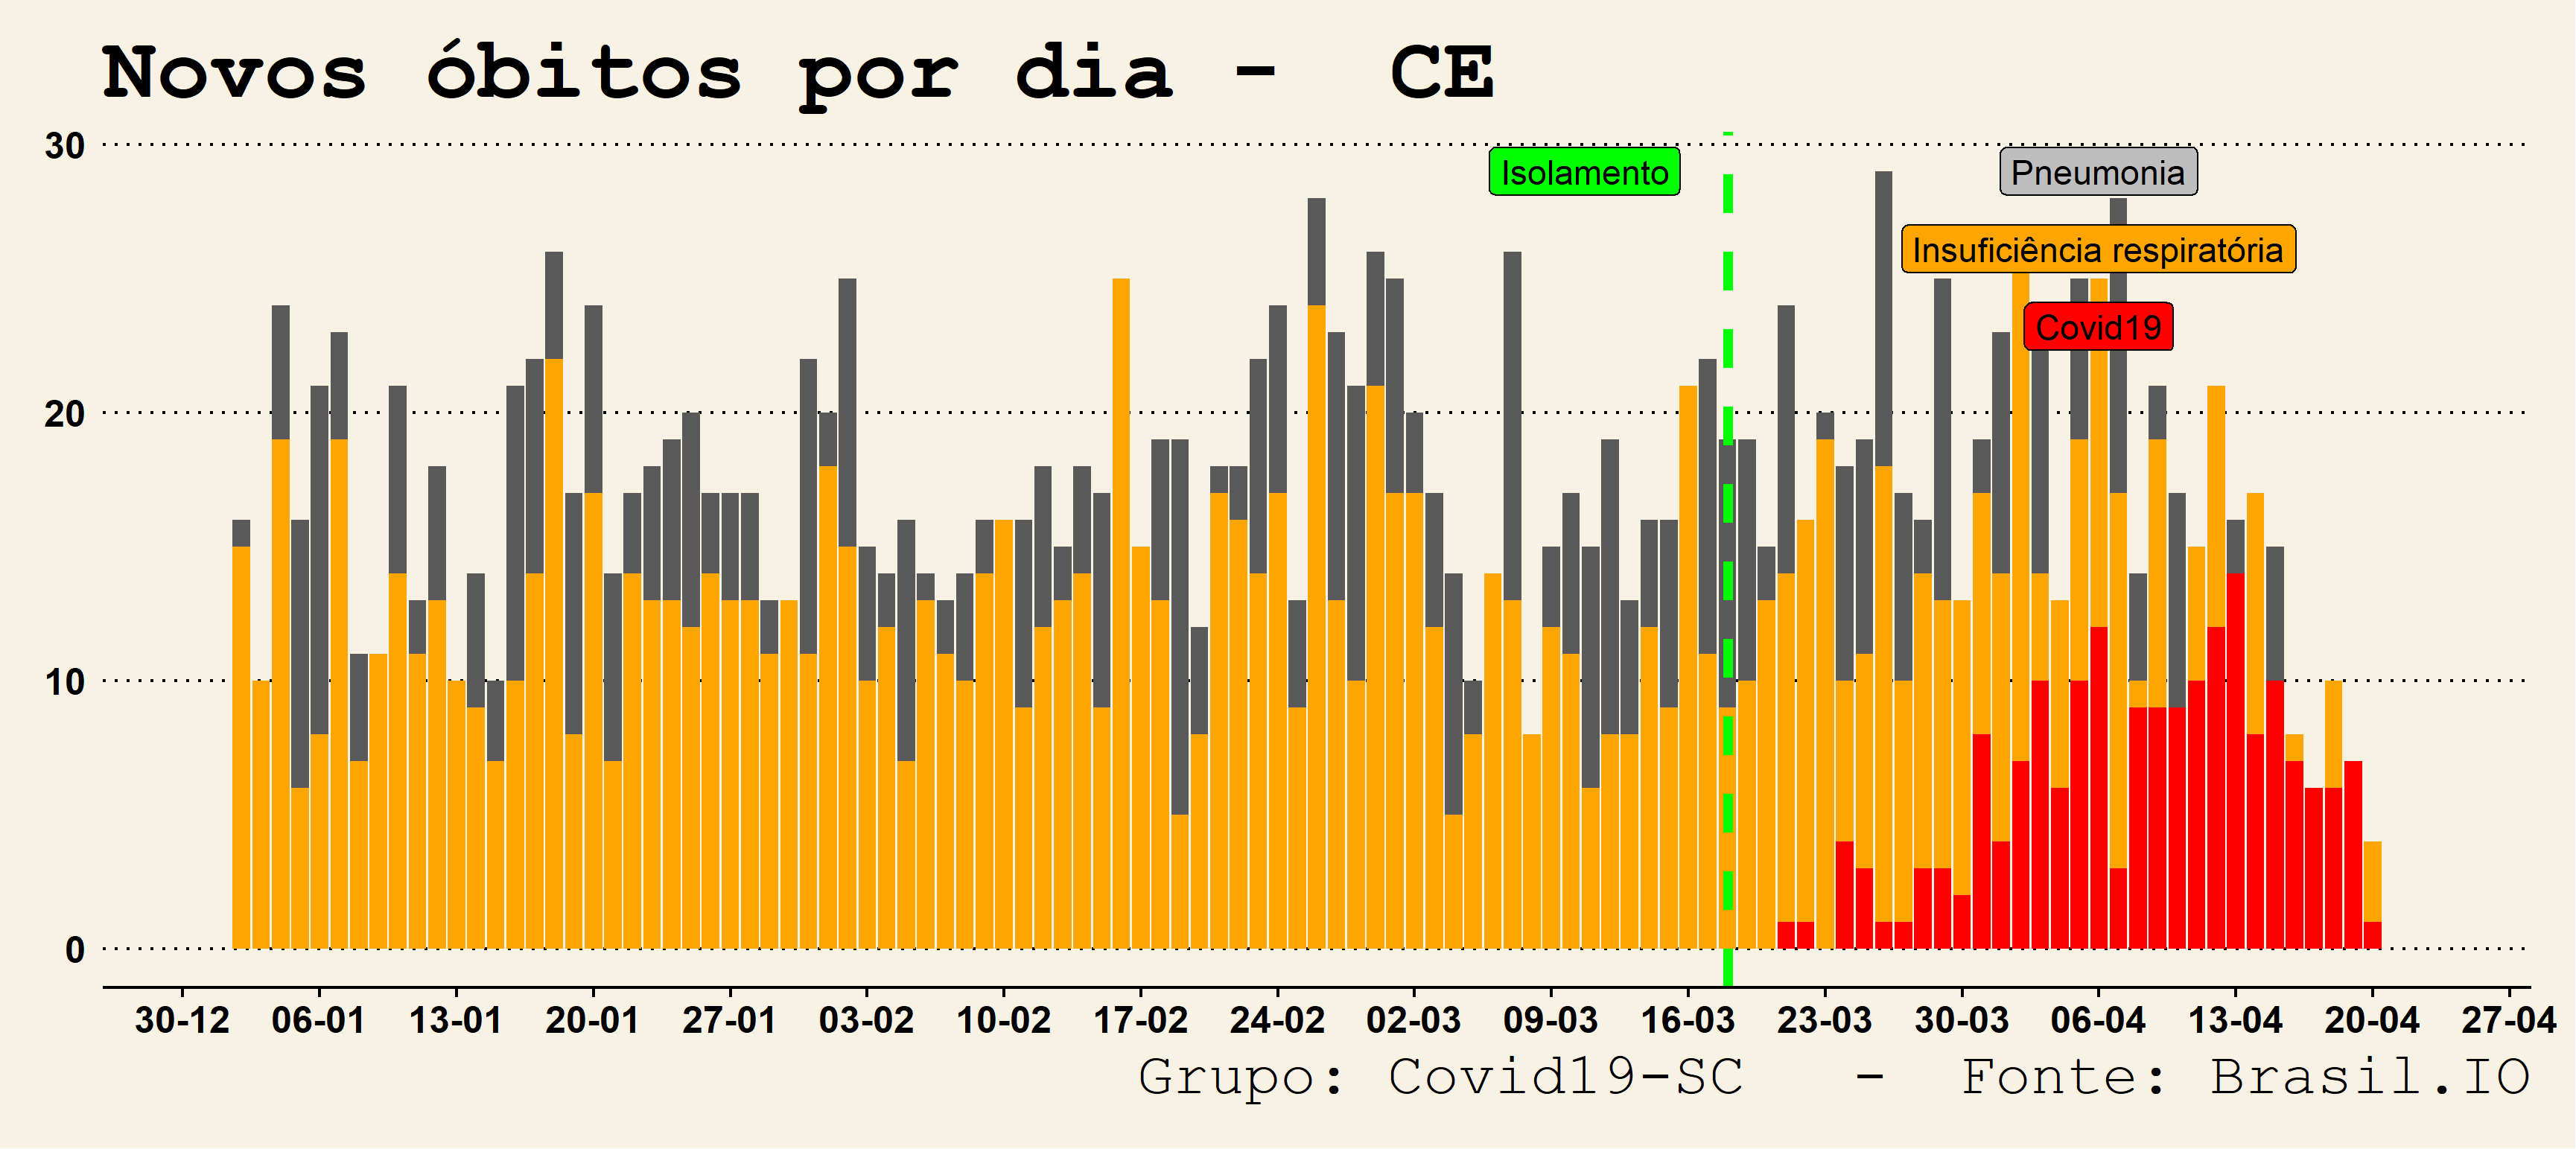 Novos óbitos por dia - CE
30
Isolamento
Pneumonia
Insuficiência respiratória
Covid19
20
10
0
30-12 06-01 13-01 20-01 27-01 03-02 10-02 17-02 24-02 02-03 09-03 16-03 23-03 30-03 06-04 13-04 20-04 27-04
Grupo: Covid19-SC - Fonte: Brasil.IO